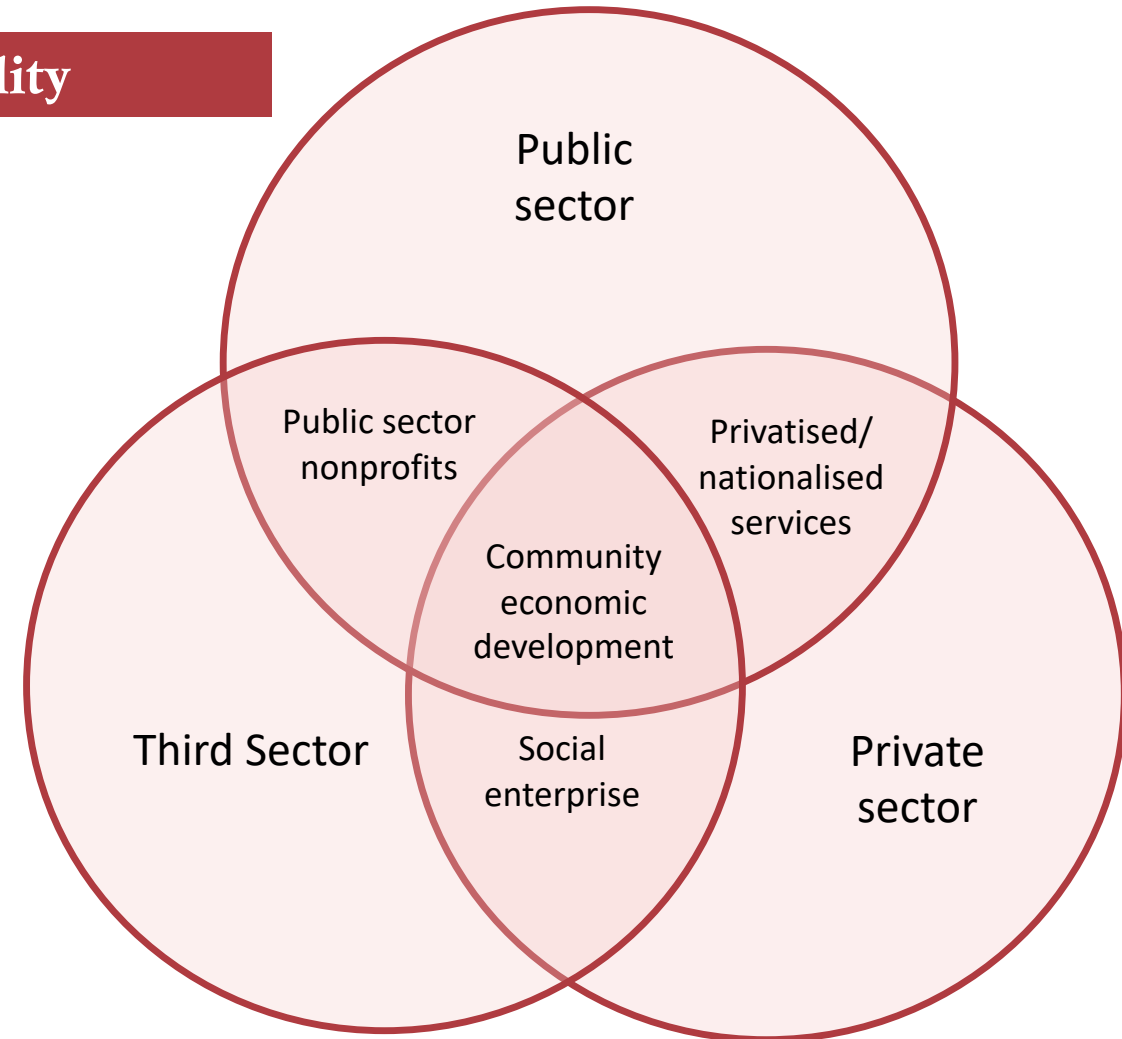 lity
Public
sector
Public sector
nonprofits
Privatised/
nationalised
services
Community
economic
development
Third Sector
Social
enterprise
Private
sector